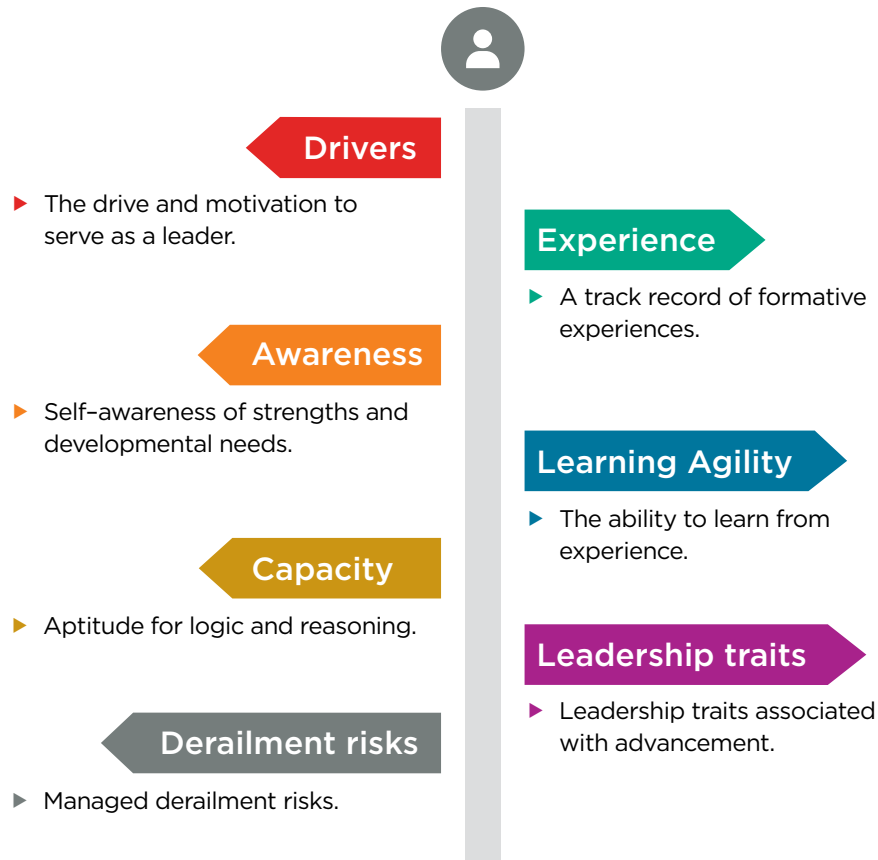 Drivers
▶ The drive and motivation to
serve as a leader.
Experience
▶ A track record of formative
experiences.
Awareness
▶ Self–awareness of strengths and
developmental needs.
Learning Agility
▶ The ability to learn from
experience.
Capacity
▶ Aptitude for logic and reasoning.
Leadership traits
▶ Leadership traits associated
with advancement.
Derailment risks
▶ Managed derailment risks.